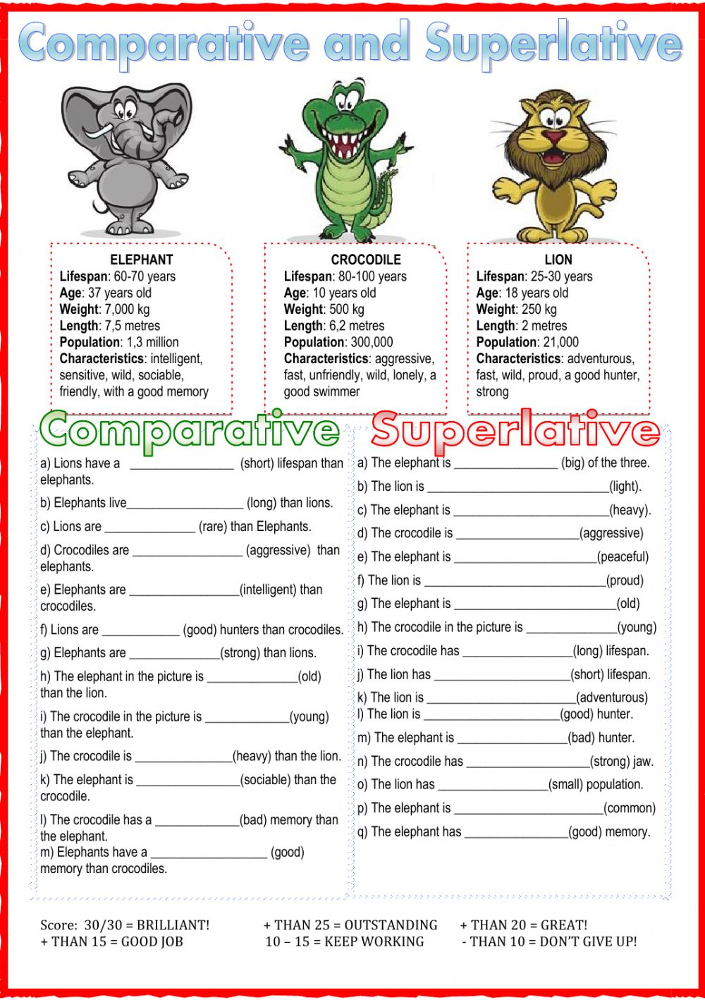 Comparative and Superlative
ELEPHANT
Lifespan: 60-70 years
Age: 37 years old
Weight: 7,000 kg
Length: 7,5 metres
Population: 1,3 million
Characteristics: intelligent,
sensitive, wild, sociable,
friendly, with a good memory
CROCODILE
Lifespan: 80-100 years
Age: 10 years old
Weight: 500 kg
Length: 6,2 metres
Population: 300,000
Characteristics: aggressive,
fast, unfriendly, wild, lonely, a
good swimmer
LION
Lifespan: 25-30 years
Age: 18 years old
Weight: 250 kg
Length: 2 metres
Population: 21,000
Characteristics: adventurous,
fast, wild, proud, a good hunter,
strong
Comparative
a) Lions have a ________________ (short) lifespan than
elephants.
b) Elephants live__________________ (long) than lions.
c) Lions are ______________ (rare) than Elephants.
d) Crocodiles are _________________ (aggressive) than
elephants.
e) Elephants are _________________(intelligent) than
crocodiles.
f) Lions are ____________ (good) hunters than crocodiles.
g) Elephants are ______________(strong) than lions.
h) The elephant in the picture is ______________(old)
than the lion.
i) The crocodile in the picture is _____________(young)
than the elephant.
j) The crocodile is _______________(heavy) than the lion.
k) The elephant is ________________(sociable) than the
crocodile.
l) The crocodile has a _____________(bad) memory than
the elephant.
m) Elephants have a __________________ (good)
memory than crocodiles.
Superlative
a) The elephant is ________________ (big) of the three.
b) The lion is ____________________________(light).
c) The elephant is ________________________(heavy).
d) The crocodile is ___________________(aggressive)
e) The elephant is ______________________(peaceful)
f) The lion is ____________________________(proud)
g) The elephant is _________________________(old)
h) The crocodile in the picture is ______________(young)
i) The crocodile has _________________(long) lifespan.
j) The lion has _____________________(short) lifespan.
k) The lion is _______________________(adventurous)
l) The lion is _____________________(good) hunter.
m) The elephant is _________________(bad) hunter.
n) The crocodile has ___________________(strong) jaw.
o) The lion has _________________(small) population.
p) The elephant is _______________________(common)
q) The elephant has ________________(good) memory.
Score: 30/30 = BRILLIANT! + THAN 25 = OUTSTANDING + THAN 20 = GREAT!
+ THAN 15 = GOOD JOB 10 – 15 = KEEP WORKING - THAN 10 = DON'T GIVE UP!